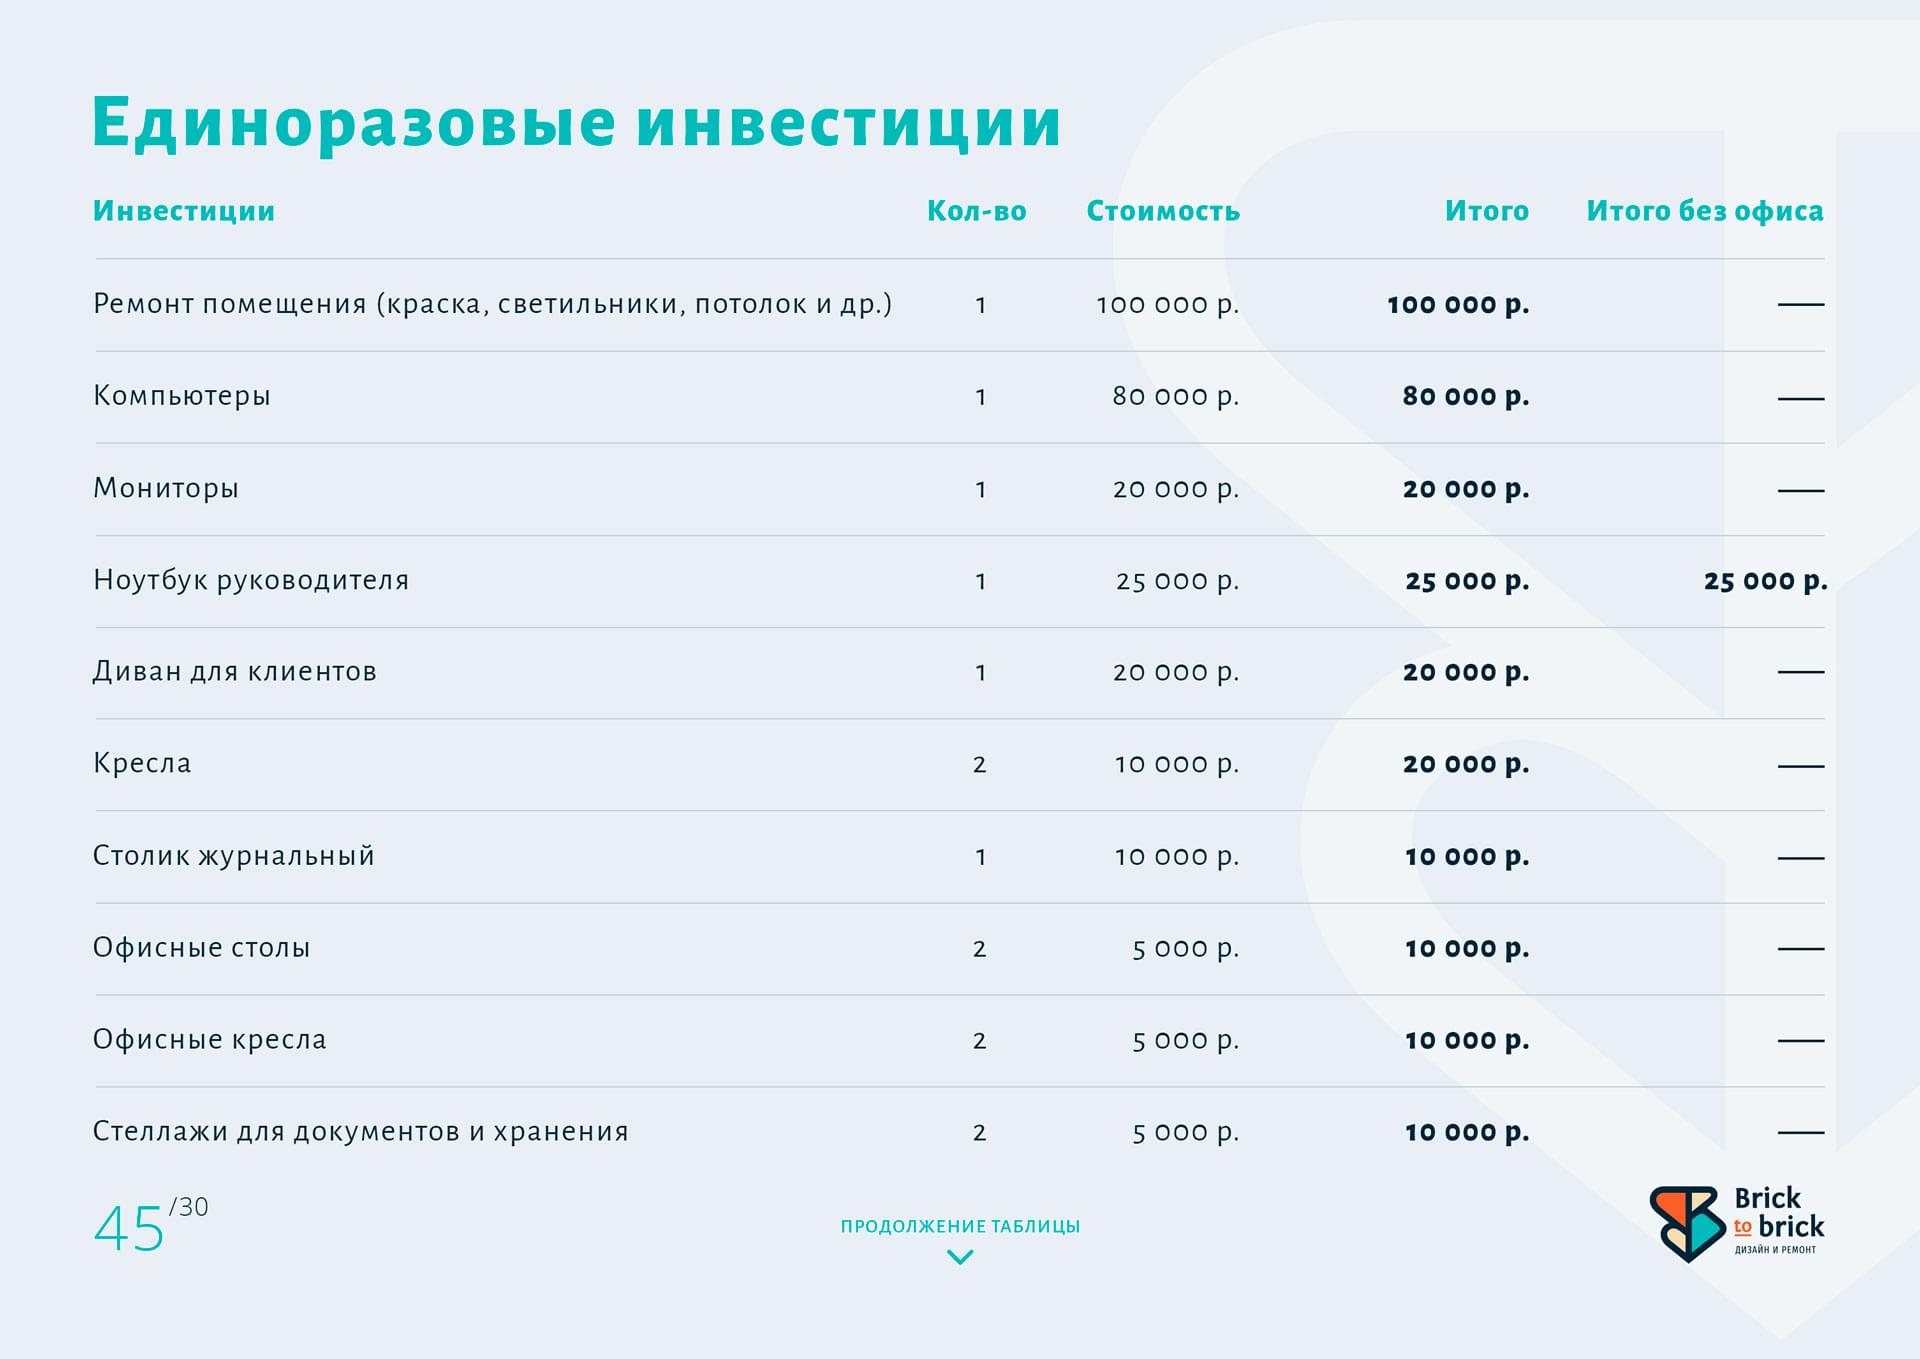 Единоразовые инвестиции
Инвестиции Кол-во Стоимость Итого Итого без офиса
Ремонт помещения (краска, светильники, потолок и др.) 1 100 000 р. 100 000 р. —
Компьютеры 1 80 000 р. 80 000 р. —
Мониторы 1 20 000 р. 20 000 р. —
Ноутбук руководителя 1 25 000 р. 25 000 р. 25 000 р.
Диван для клиентов 1 20 000 р. 20 000 р. —
Кресла 2 10 000 р. 20 000 р. —
Столик журнальный 1 10 000 р. 10 000 р. —
Офисные столы 2 5 000 р. 10 000 р. —
Офисные кресла 2 5 000 р. 10 000 р. —
Стеллажи для документов и хранения 2 5 000 р. 10 000 р. —
45/30
ПРОДОЛЖЕНИЕ ТАБЛИЦЫ
Brick
to brick
ДИЗАЙН И РЕМОНТ